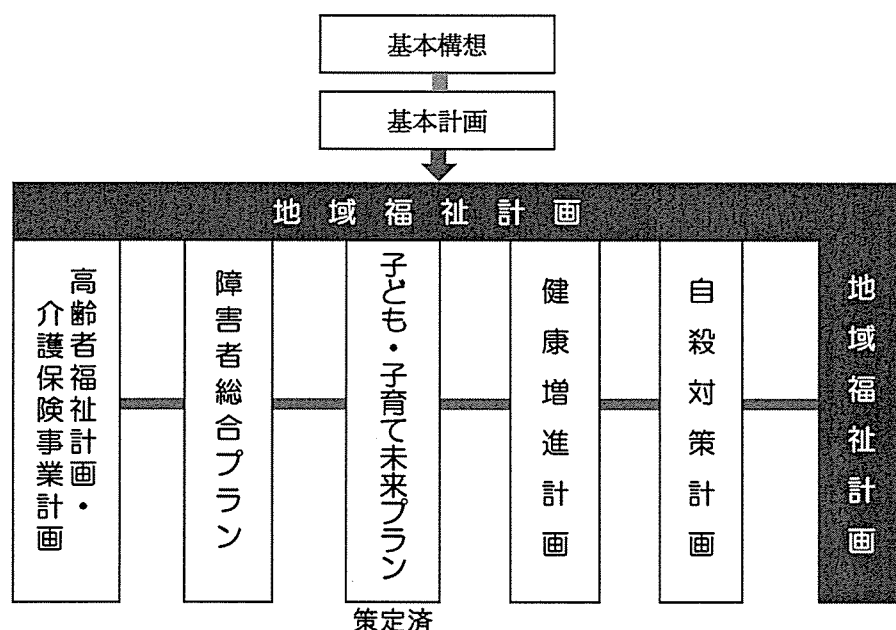 基本構想
基本計画
地域福祉計画
高齢者福祉計画・
介護保険事業計画
障害者総合プラン
子ども・子育て未来プラン
健康増進計画
自殺対策計画
地域福祉計画
策定済